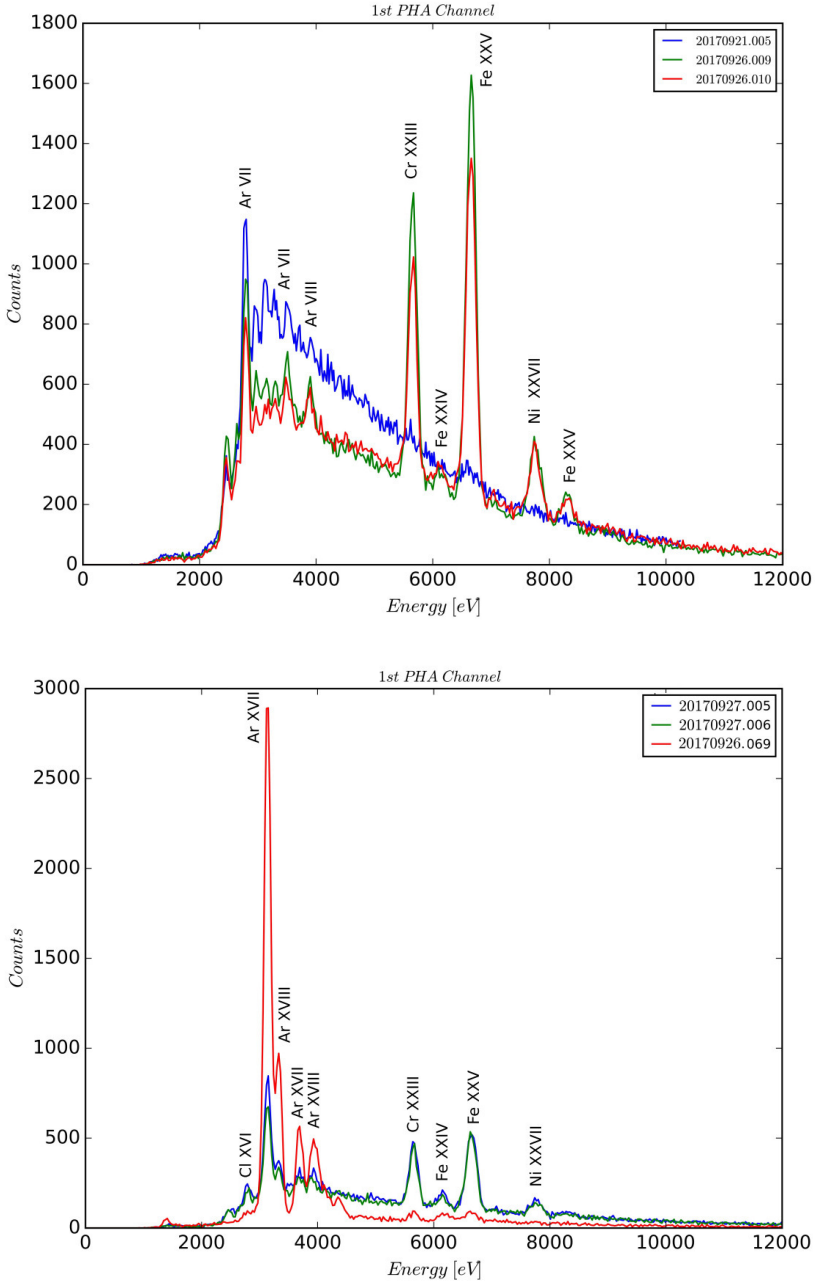 1st PHA Channel
1800
1600
1400
1200
1000
800
600
400
200
0
Counts
20170921.005
20170926.009
20170926.010
Ar VII
Ar VII
Ar VIII
Cr XXIII
Fe XXIV
Fe XXV
Ni XXVII
Fe XXV
0 2000 4000 6000 8000 10000 12000
Energy [eV]
1st PHA Channel
3000
2500
2000
1500
1000
500
0
Counts
20170927.005
20170927.006
20170926.069
Cl XVI
Ar XVII
Ar XVIII
Ar XVII
Ar XVIII
Cr XXIII
Fe XXIV
Fe XXV
Ni XXVII
0 2000 4000 6000 8000 10000 12000
Energy [eV]